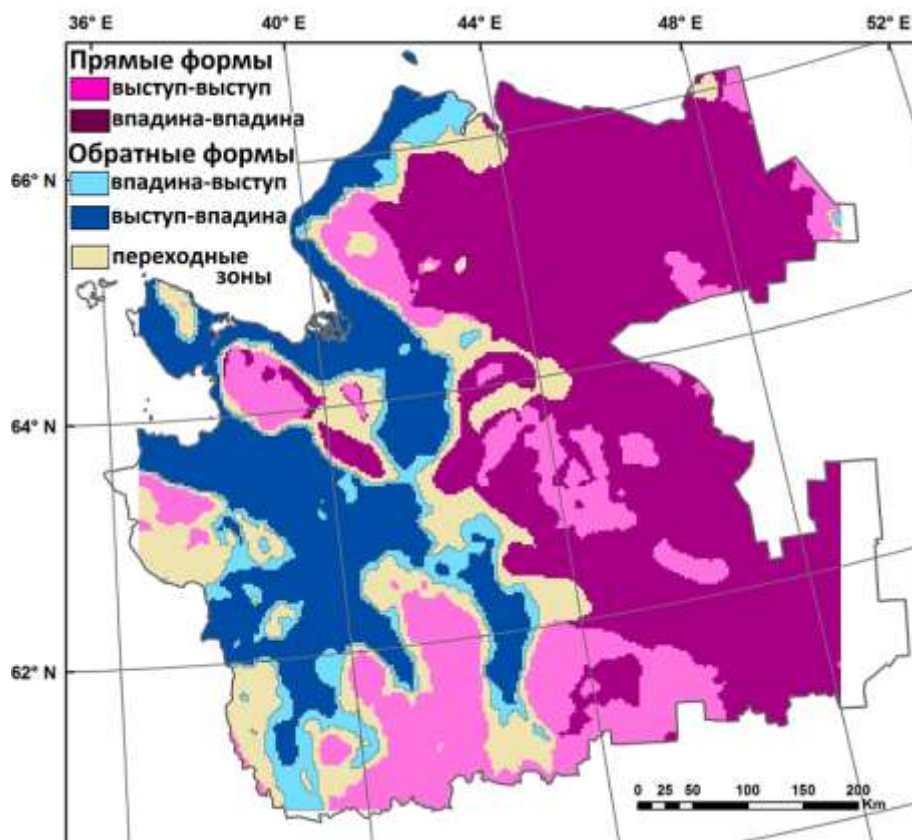 36° E 40° E 44° E 48° E 52° E
Прямые формы
выступ-выступ
впадина-впадина
Обратные формы
впадина-выступ
выступ-впадина
переходные
зоны
66° N
64° N
62° N
0 25 50 100 150 200
Km